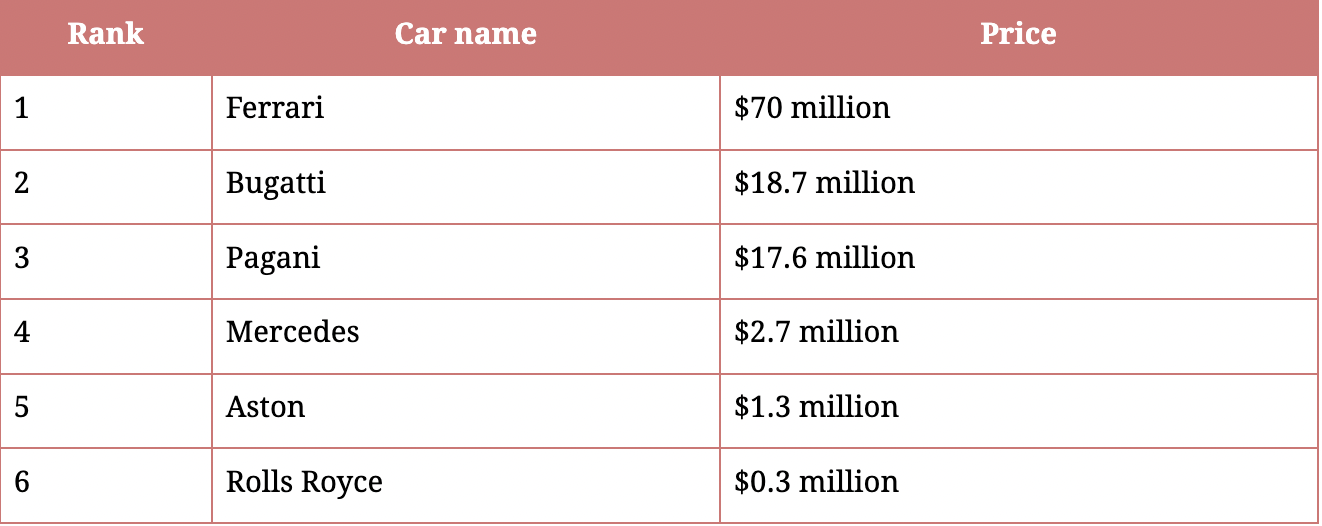 Rank Car name Price
1 Ferrari $70 million
2 Bugatti $18.7 million
3 Pagani $17.6 million
4 Mercedes $2.7 million
5 Aston $1.3 million
6 Rolls Royce $0.3 million